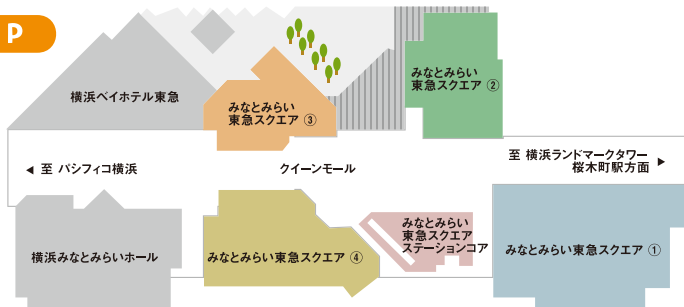 P
みなとみらい
東急スクエア ②
横浜ベイホテル東急
みなとみらい
東急スクエア ③
至 横浜ランドマークタワー
桜木町駅方面 ▶
◀ 至 パシフィコ横浜
クイーンモール
みなとみらい
東急スクエア
ステーションコア
横浜みなとみらいホール
みなとみらい東急スクエア ④
みなとみらい東急スクエア ①